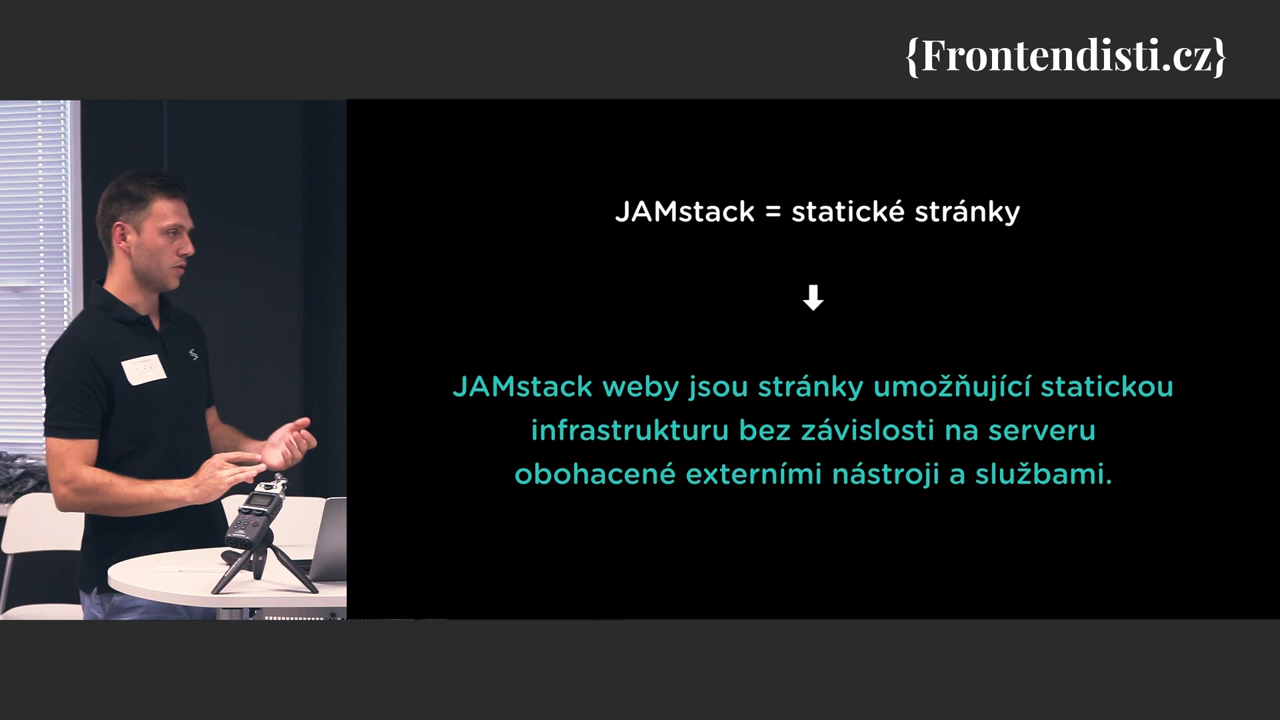 {Frontendisti.cz}
JAMstack = statické stránky
JAMstack weby jsou stránky umožňující statickou
infrastrukturu bez závislosti na serveru
obohacené externími nástroji a službami.